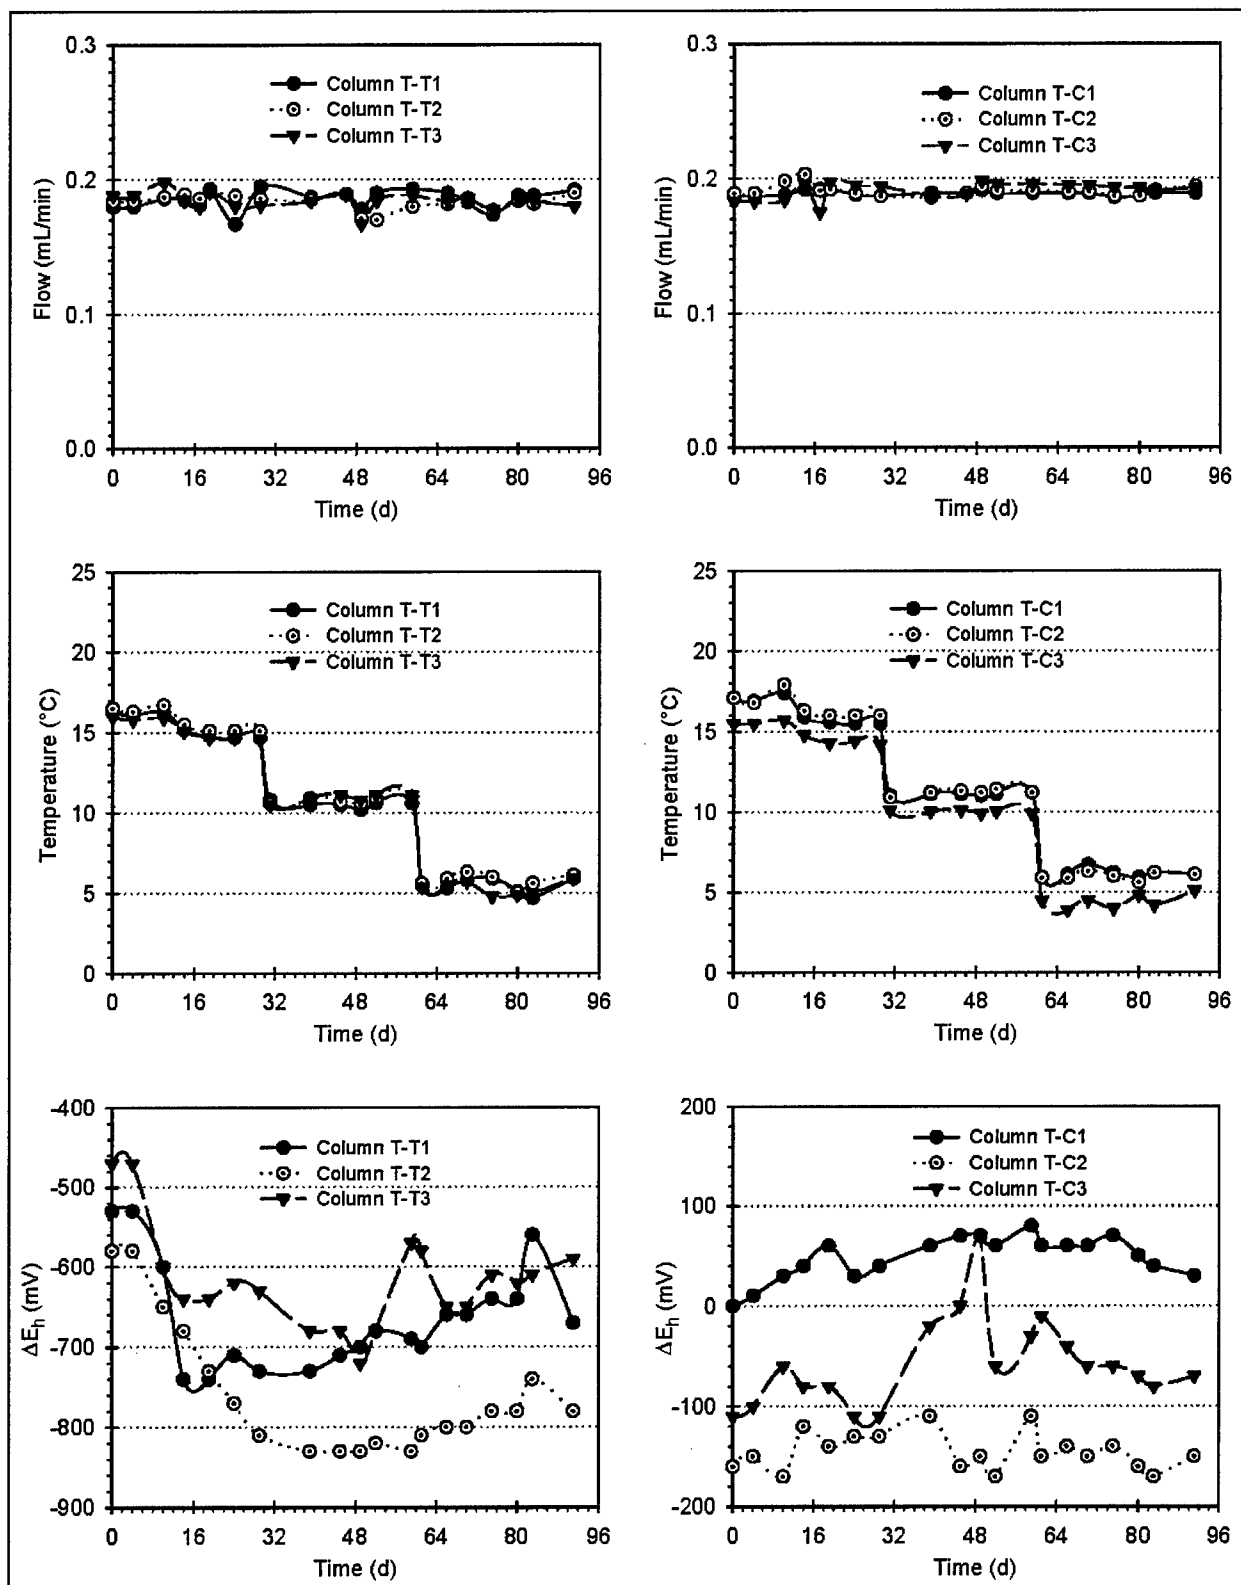 0.3
0.2
0.1
0.0
Flow (mL/min)
Column T-T1
Column T-T2
Column T-T3
0 16 32 48 64 80 96
Time (d)
0.3
0.2
0.1
0.0
Flow (mL/min)
Column T-C1
Column T-C2
Column T-C3
0 16 32 48 64 80 96
Time (d)
25
20
15
10
5
0
Temperature (°C)
Column T-T1
Column T-T2
Column T-T3
0 16 32 48 64 80 96
Time (d)
25
20
15
10
5
0
Temperature (°C)
Column T-C1
Column T-C2
Column T-C3
0 16 32 48 64 80 96
Time (d)
-400
-500
-600
-700
-800
-900
ΔEh (mV)
Column T-T1
Column T-T2
Column T-T3
0 16 32 48 64 80 96
Time (d)
200
100
0
-100
-200
ΔEh (mV)
Column T-C1
Column T-C2
Column T-C3
0 16 32 48 64 80 96
Time (d)